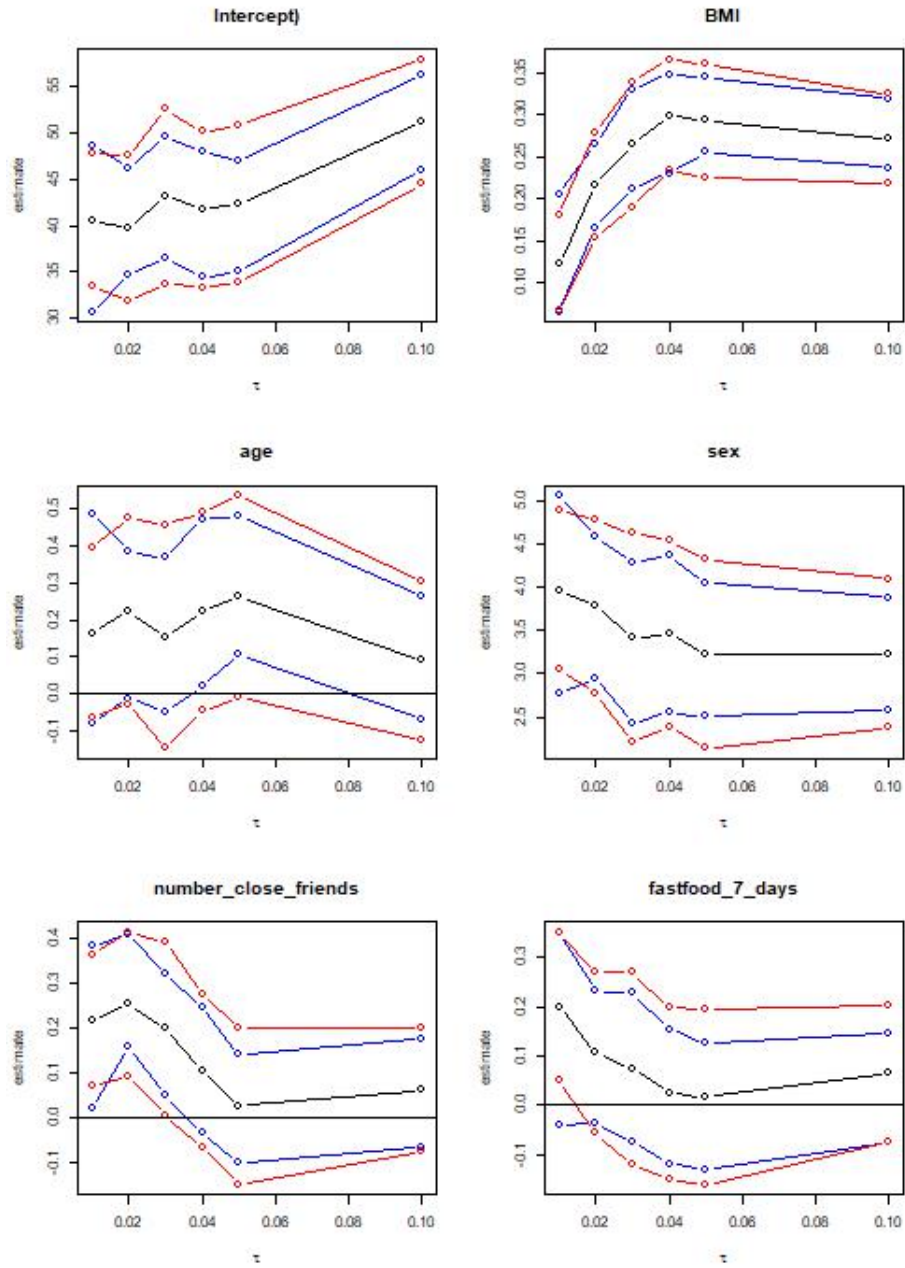 Intercept)
BMI
estimate
30 35 40 45 50 55
0.02 0.04 0.06 0.08 0.10
τ
estimate
0.10 0.15 0.20 0.25 0.30 0.35
0.02 0.04 0.06 0.08 0.10
τ
age
sex
estimate
-0.1 0.0 0.1 0.2 0.3 0.4 0.5
0.02 0.04 0.06 0.08 0.10
τ
estimate
2.5 3.0 3.5 4.0 4.5 5.0
0.02 0.04 0.06 0.08 0.10
τ
number_close_friends
fastfood_7_days
estimate
-0.1 0.0 0.1 0.2 0.3 0.4
0.02 0.04 0.06 0.08 0.10
τ
estimate
-0.1 0.0 0.1 0.2 0.3
0.02 0.04 0.06 0.08 0.10
τ